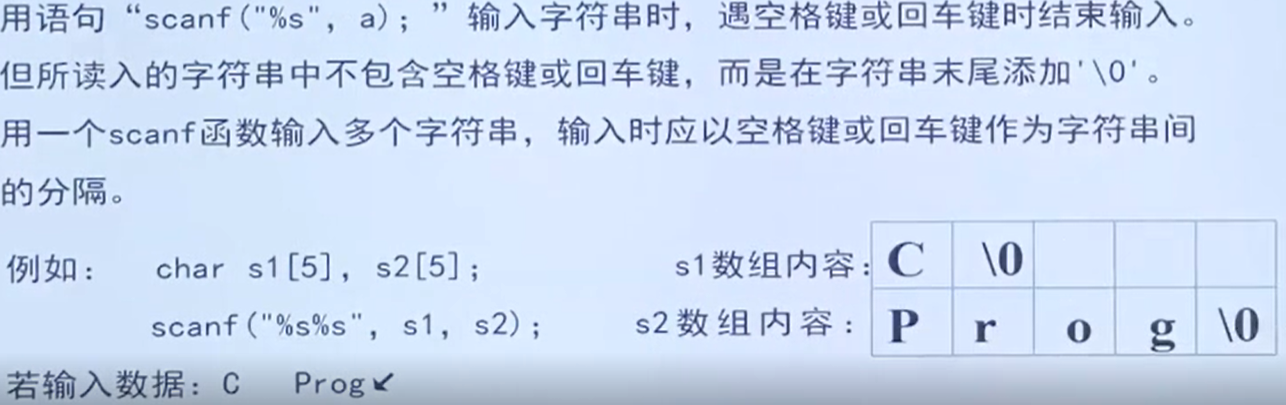 用语句“scanf("%s", a);”输入字符串时，遇空格键或回车键时结束输入。
但所读入的字符串中不包含空格键或回车键，而是在字符串末尾添加'\0'。
用一个scanf函数输入多个字符串，输入时应以空格键或回车键作为字符串间
的分隔。
例如： char s1[5], s2[5];
s1数组内容: C \0
scanf("%s%s", s1, s2);
s2数组内容: P r o g \0
若输入数据: C Prog↙